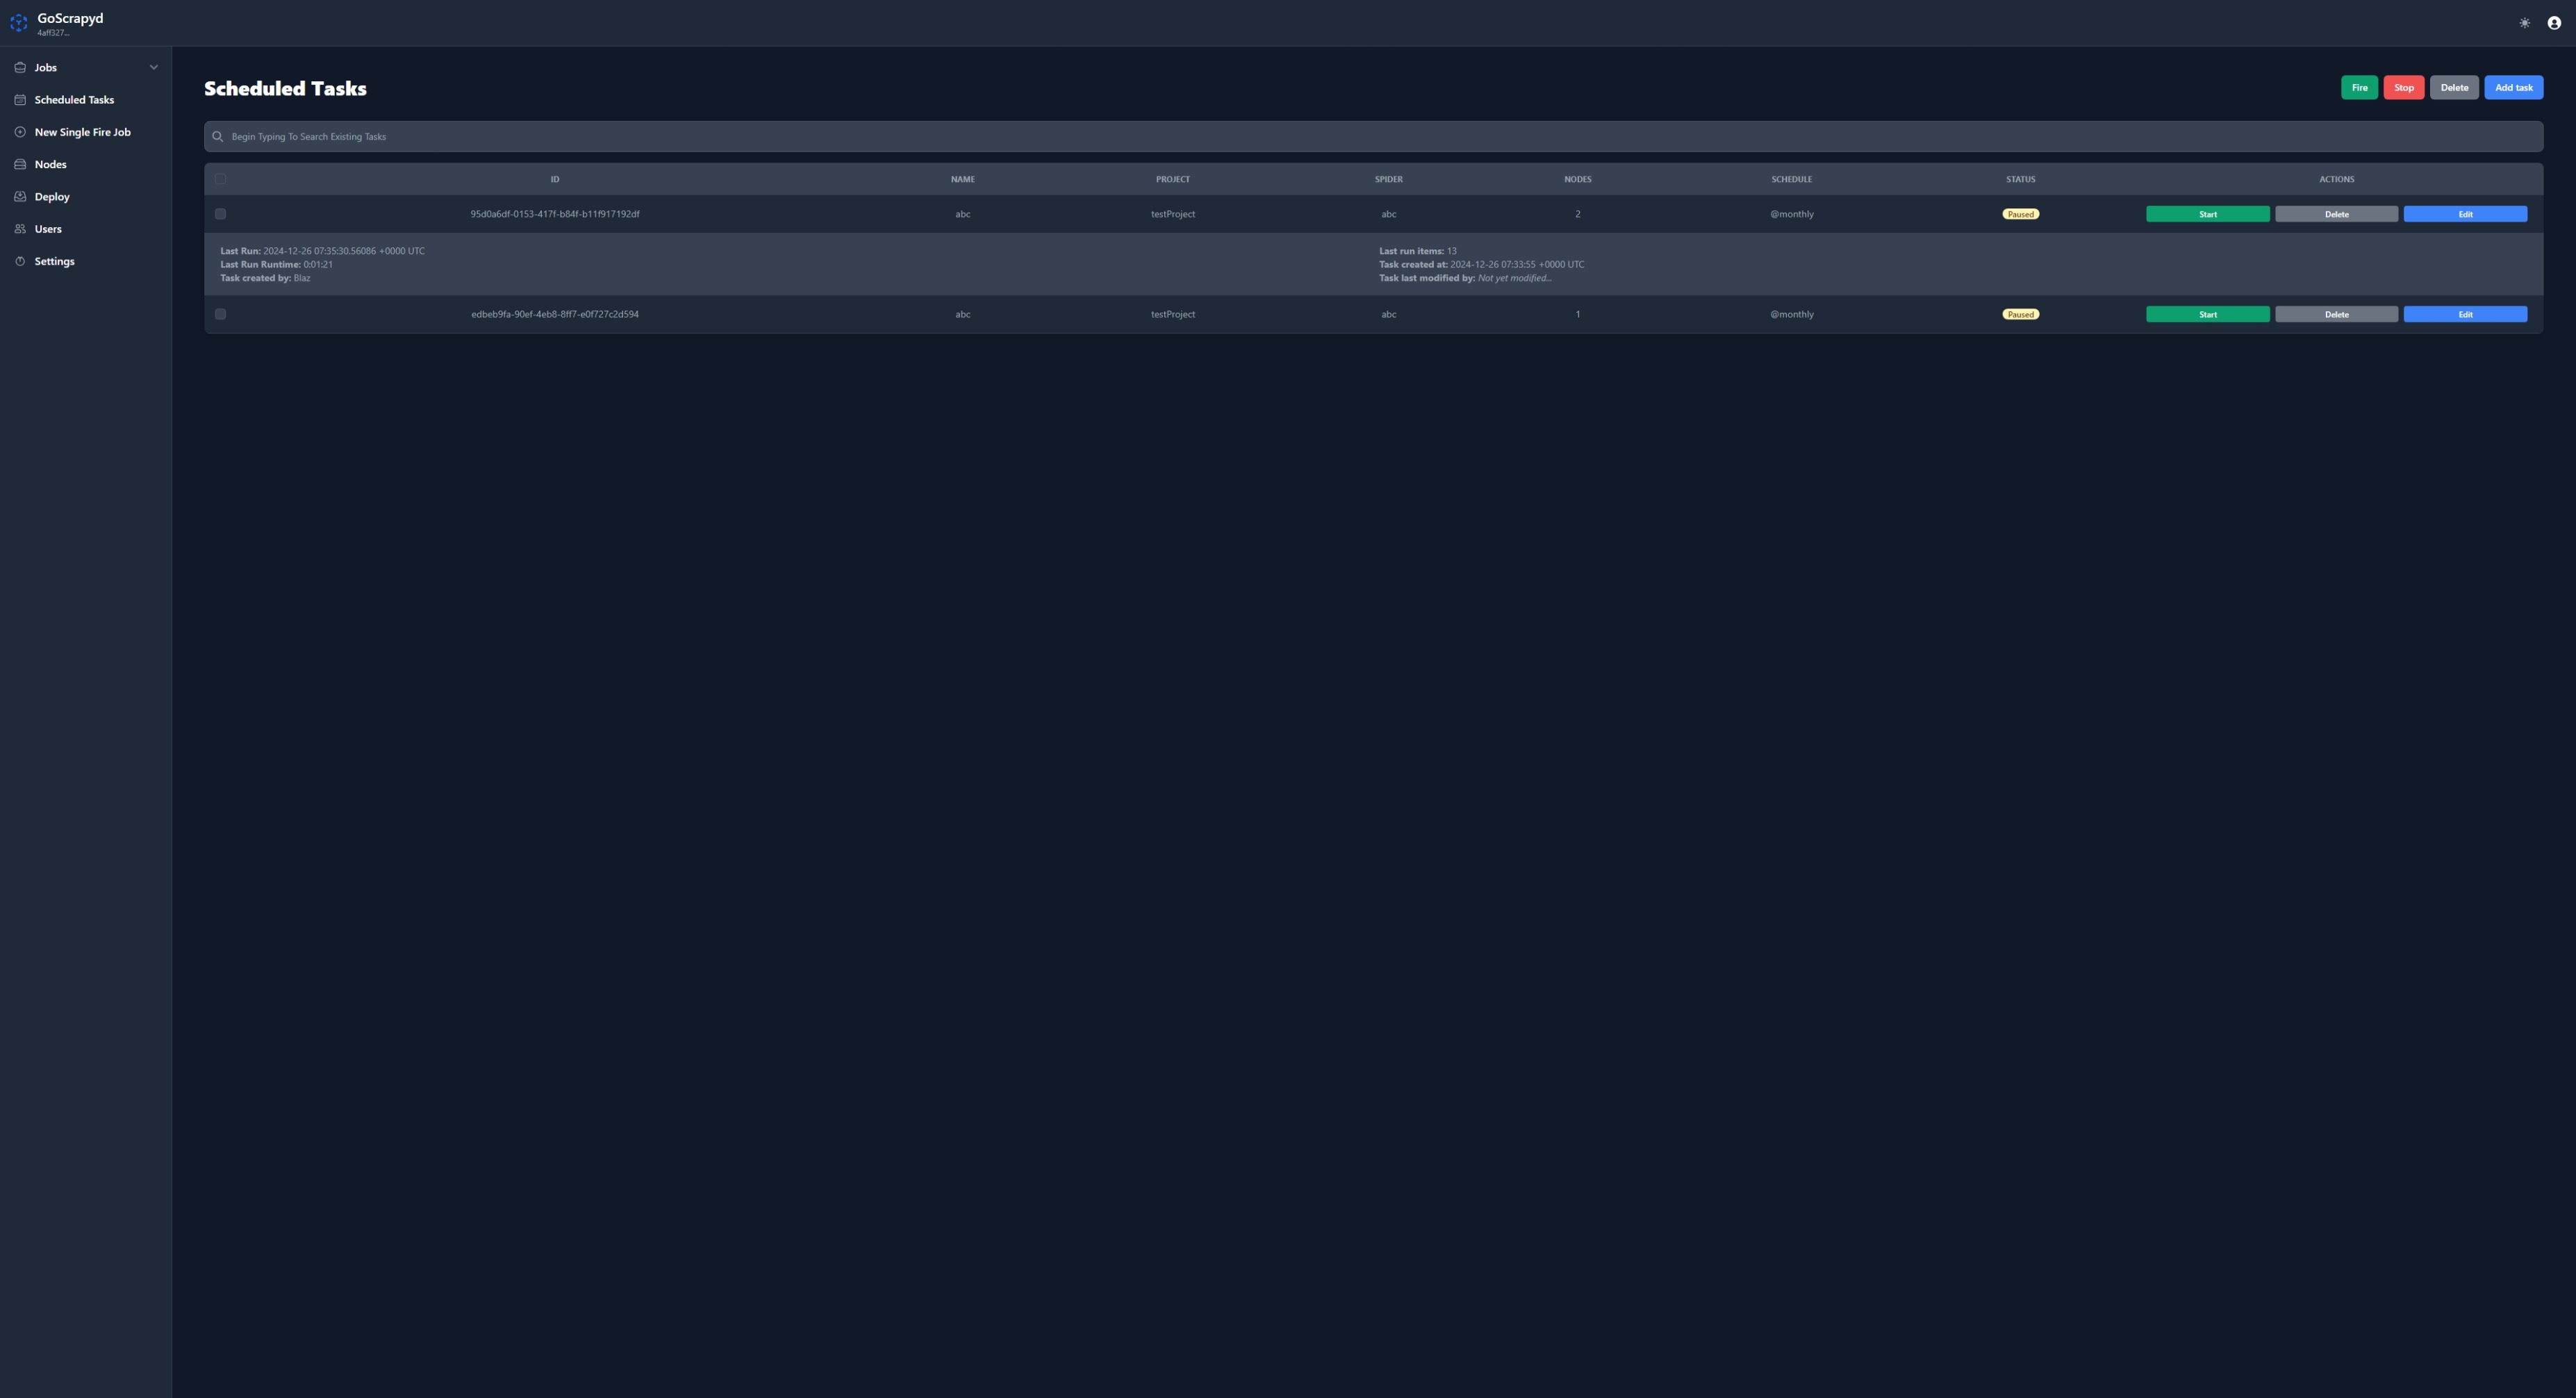 GoScrapyd
4aff327...
Jobs
Scheduled Tasks
New Single Fire Job
Nodes
Deploy
Users
Settings
Scheduled Tasks
Fire Stop Delete Add task
Begin Typing To Search Existing Tasks
ID NAME PROJECT SPIDER NODES SCHEDULE STATUS ACTIONS
95d0a6df-0153-417f-b84f-b11f917192df abc testProject abc 2 @monthly Paused Start Delete Edit
Last Run: 2024-12-26 07:35:30.56086 +0000 UTC
Last Run Runtime: 0:01:21
Task created by: Blaz
Last run items: 13
Task created at: 2024-12-26 07:33:55 +0000 UTC
Task last modified by: Not yet modified...
edbeb9fa-90ef-4eb8-8ff7-e0f727c2d594 abc testProject abc 1 @monthly Paused Start Delete Edit